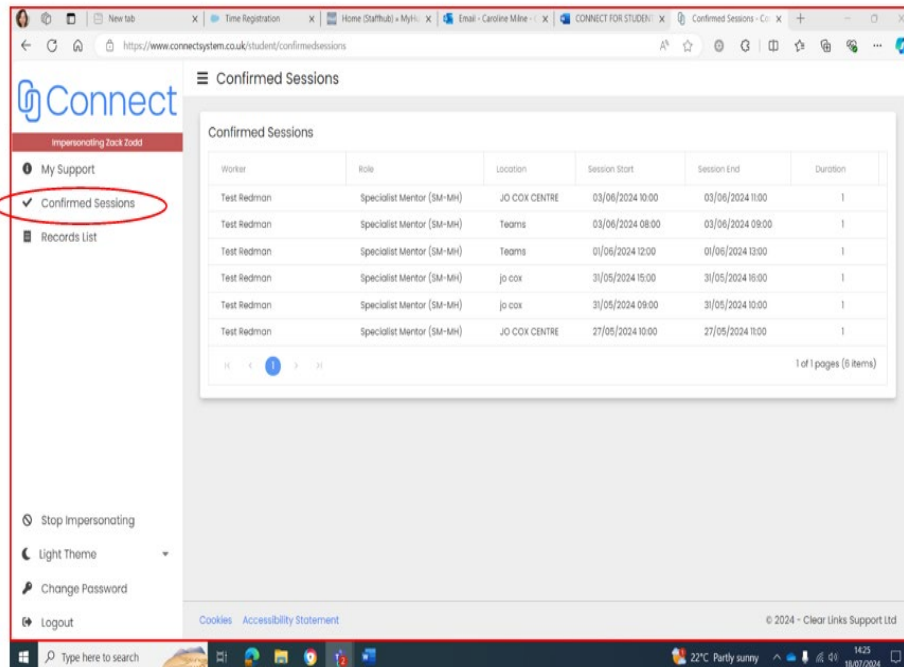 New tab
Time Registration
Home (Staffhub) » MyHu
Email - Caroline Milne -
CONNECT FOR STUDENT
Confirmed Sessions - Co
https://www.connectsystem.co.uk/student/confirmedsessions
Connect
Impersonating Zack Zodd
My Support
Confirmed Sessions
Records List
Stop Impersonating
Light Theme
Change Password
Logout
Confirmed Sessions
Confirmed Sessions
Worker Role Location Session Start Session End Duration
Test Redman Specialist Mentor (SM-MH) JO COX CENTRE 03/06/2024 10:00 03/06/2024 11:00 1
Test Redman Specialist Mentor (SM-MH) Teams 03/06/2024 08:00 03/06/2024 09:00 1
Test Redman Specialist Mentor (SM-MH) Teams 01/06/2024 12:00 01/06/2024 13:00 1
Test Redman Specialist Mentor (SM-MH) jo cox 31/05/2024 15:00 31/05/2024 16:00 1
Test Redman Specialist Mentor (SM-MH) jo cox 31/05/2024 09:00 31/05/2024 10:00 1
Test Redman Specialist Mentor (SM-MH) JO COX CENTRE 27/05/2024 10:00 27/05/2024 11:00 1
1
1 of 1 pages (6 items)
Cookies Accessibility Statement
© 2024 - Clear Links Support Ltd
Type here to search
22°C Partly sunny
14:25
18/07/2024